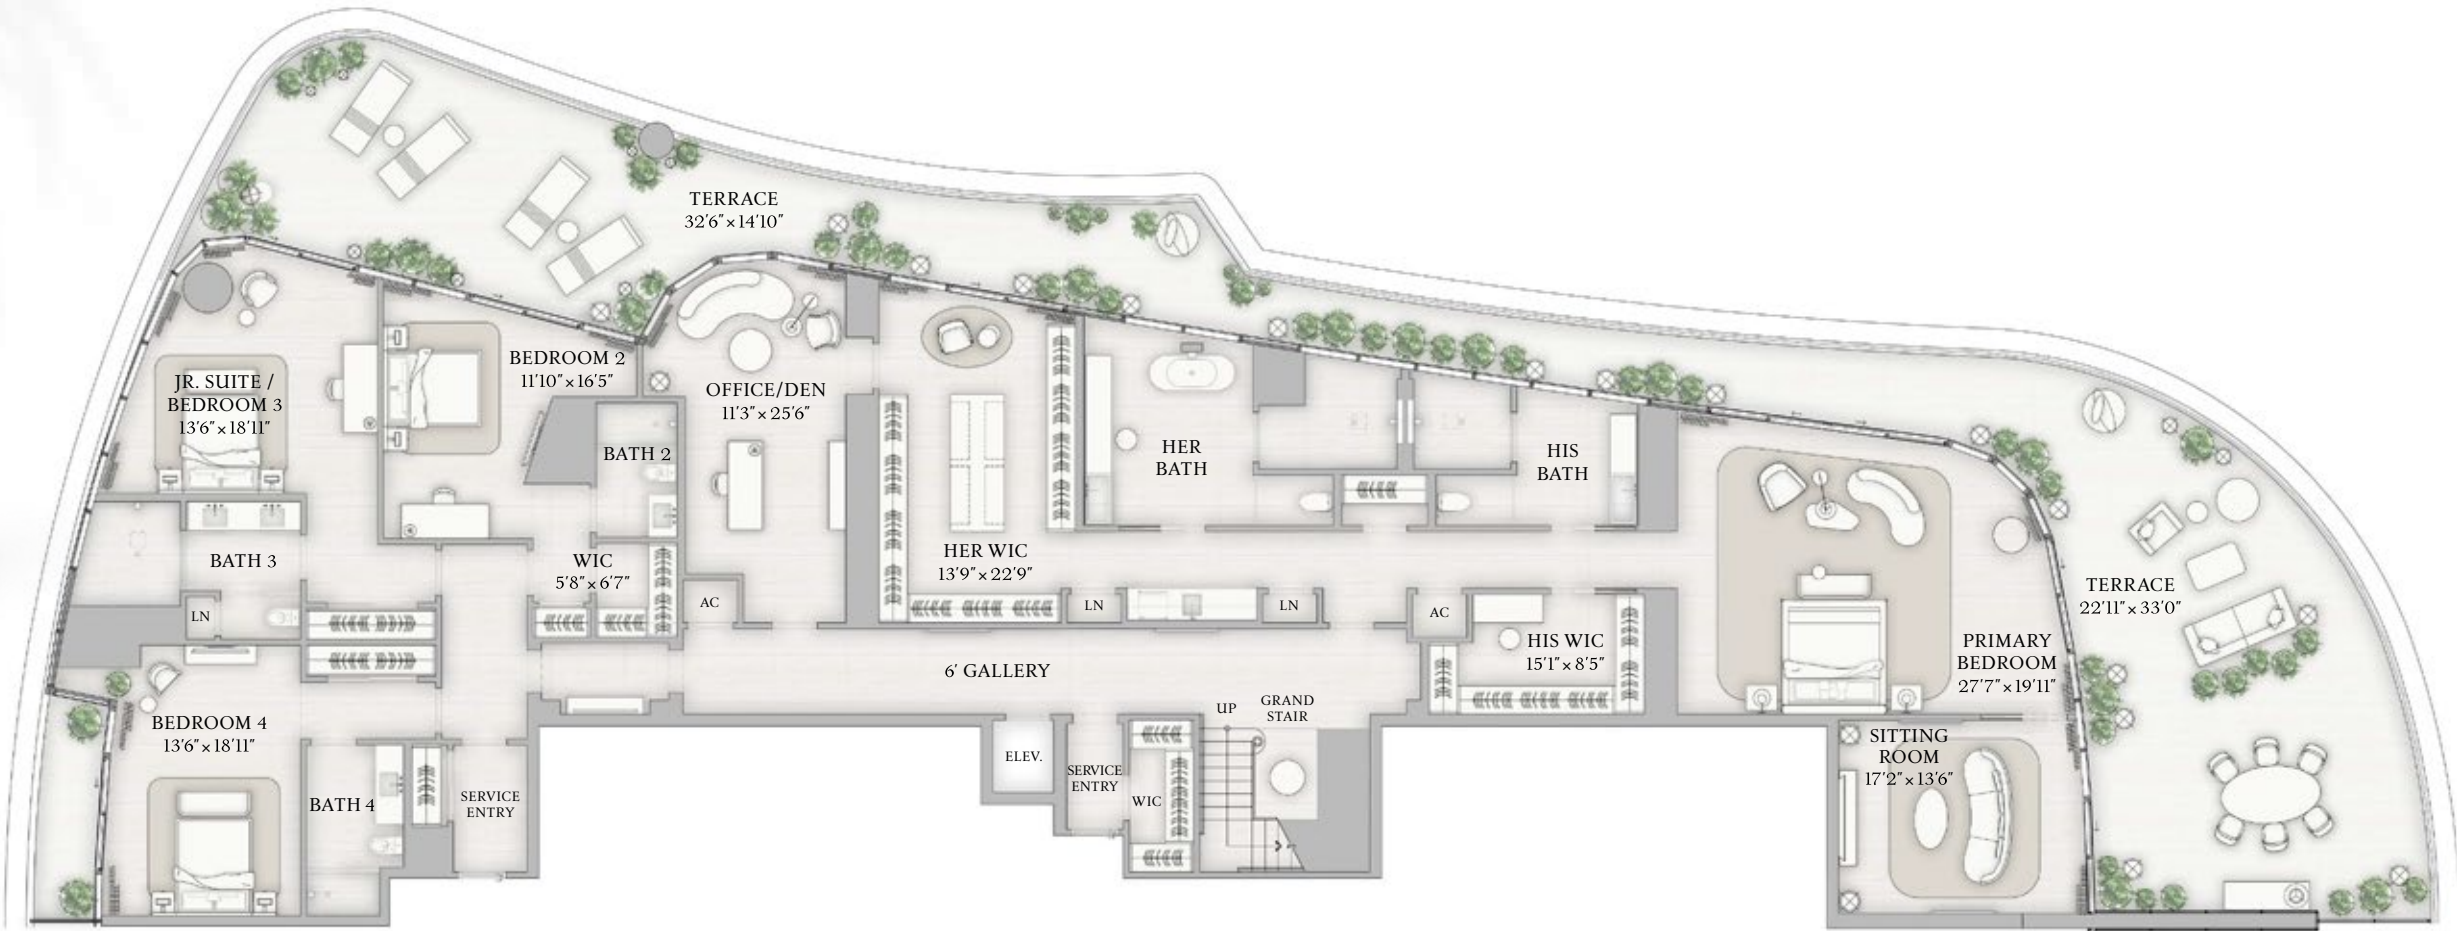 TERRACE
32'6"×14'10"
JR. SUITE /
BEDROOM 3
13'6"×18'11"
BEDROOM 2
11'10"×16'5"
OFFICE/DEN
11'3"×25'6"
BATH 2
HER
BATH
HIS
BATH
BATH 3
WIC
5'8"×6'7"
HER WIC
13'9"×22'9"
TERRACE
22'11"×33'0"
LN
AC
LN
LN
AC
HIS WIC
15'1"×8'5"
PRIMARY
BEDROOM
27'7"×19'11"
6' GALLERY
UP
GRAND
STAIR
BEDROOM 4
13'6"×18'11"
SITTING
ROOM
17'2"×13'6"
ELEV.
SERVICE
ENTRY
WIC
BATH 4
SERVICE
ENTRY